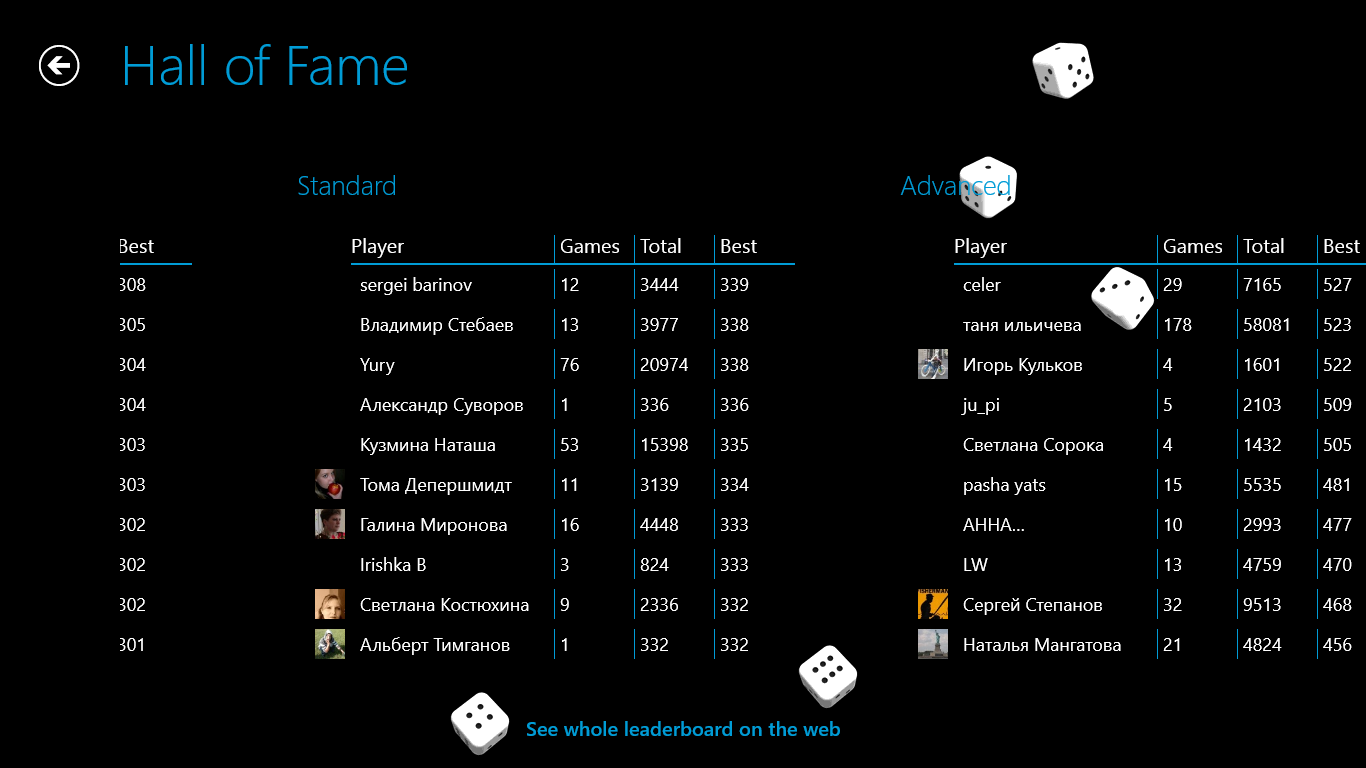 Hall of Fame
Standard
Advanced
Best
308
305
304
304
303
303
302
302
302
301
Player Games Total Best
sergei barinov 12 3444 339
Владимир Стебаев 13 3977 338
Yury 76 20974 338
Александр Суворов 1 336 336
Кузмина Наташа 53 15398 335
Тома Депершмидт 11 3139 334
Галина Миронова 16 4448 333
Irishka B 3 824 333
Светлана Костюхина 9 2336 332
Альберт Тимганов 1 332 332
Player Games Total Best
celer 29 7165 527
таня ильичева 178 58081 523
Игорь Кульков 4 1601 522
ju_pi 5 2103 509
Светлана Сорока 4 1432 505
pasha yats 15 5535 481
АННА... 10 2993 477
LW 13 4759 470
Сергей Степанов 32 9513 468
Наталья Мангатова 21 4824 456
See whole leaderboard on the web